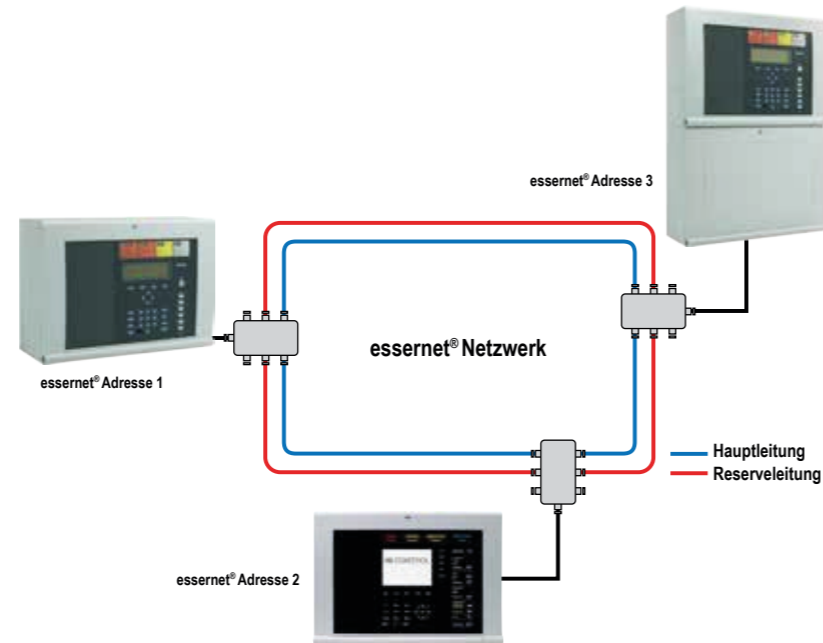 essernet® Adresse 3
essernet® Adresse 1
essernet® Netzwerk
Hauptleitung
Reserveleitung
essernet® Adresse 2